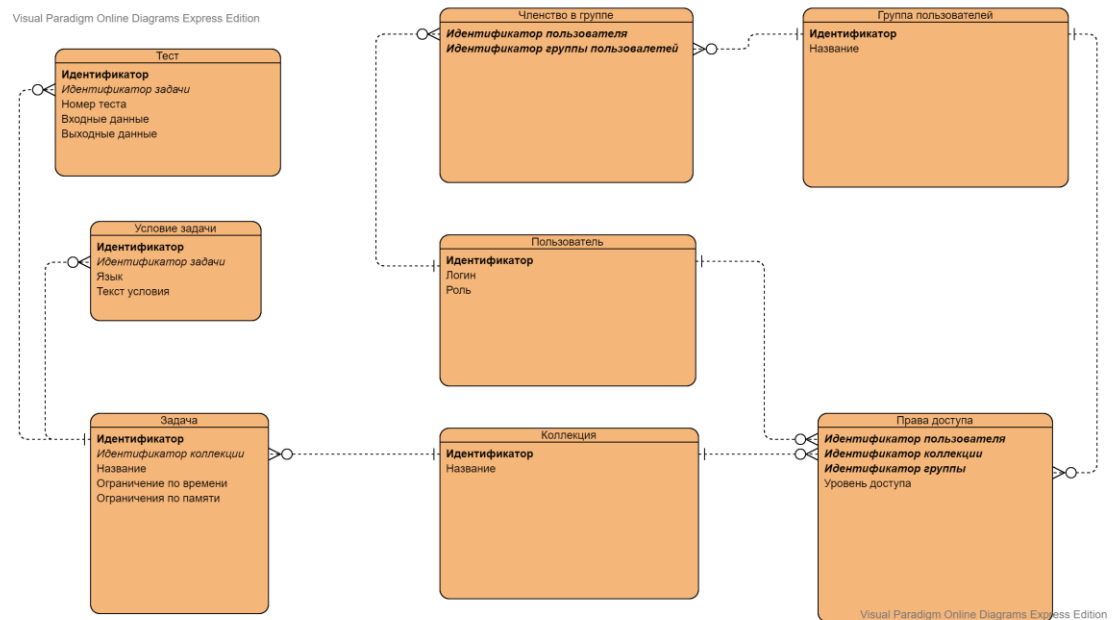 Visual Paradigm Online Diagrams Express Edition
Тест
Идентификатор
Идентификатор задачи
Номер теста
Входные данные
Выходные данные
Членство в группе
Идентификатор пользователя
Идентификатор группы пользовалетей
Группа пользователей
Идентификатор
Название
Условие задачи
Идентификатор
Идентификатор задачи
Язык
Текст условия
Пользователь
Идентификатор
Логин
Роль
Задача
Идентификатор
Идентификатор коллекции
Название
Ограничение по времени
Ограничения по памяти
Коллекция
Идентификатор
Название
Права доступа
Идентификатор пользователя
Идентификатор коллекции
Идентификатор группы
Уровень доступа
Visual Paradigm Online Diagrams Express Edition